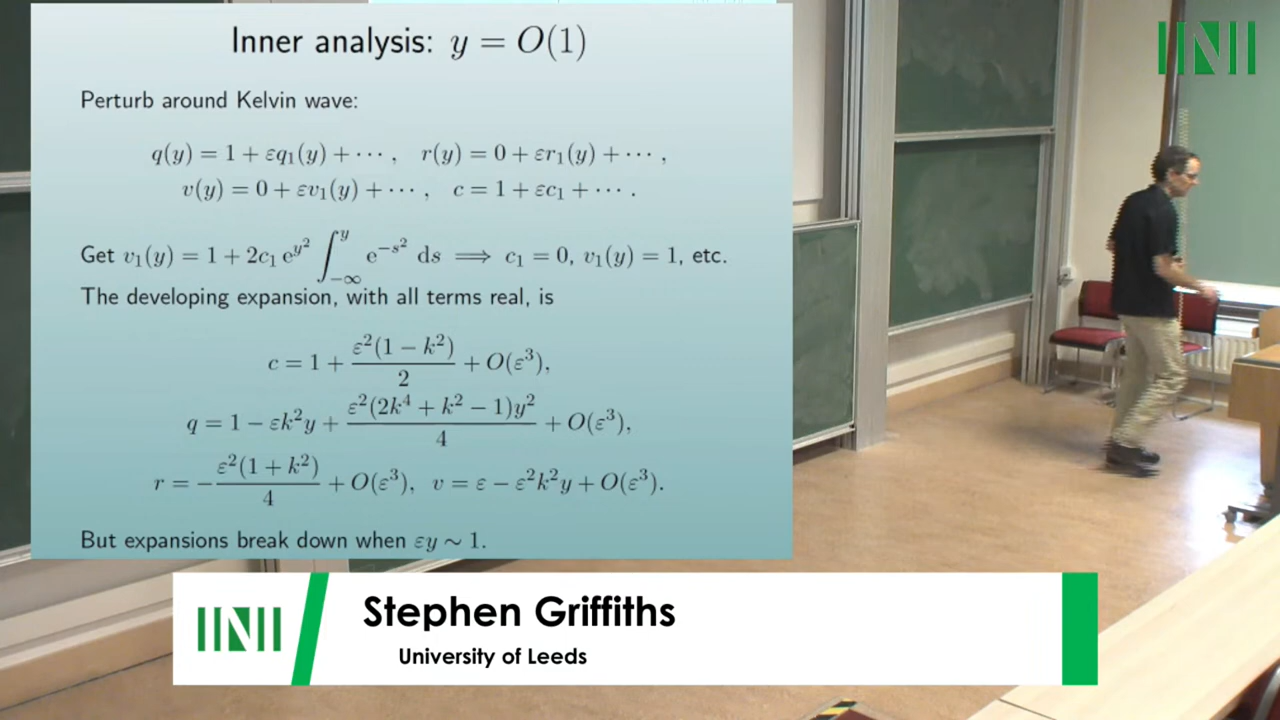 Inner analysis: y = O(1)
Perturb around Kelvin wave:
q(y) = 1 + εq₁(y) + ⋯ , r(y) = 0 + εr₁(y) + ⋯ ,
v(y) = 0 + εv₁(y) + ⋯ , c = 1 + εc₁ + ⋯ .
Get v₁(y) = 1 + 2c₁ e^{y²} ∫_{−∞}^{y} e^{−s²} ds ⟹ c₁ = 0, v₁(y) = 1, etc.
The developing expansion, with all terms real, is
c = 1 + ε²(1 − k²)/2 + O(ε³),
q = 1 − εk²y + ε²(2k⁴ + k² − 1)y²/4 + O(ε³),
r = − ε²(1 + k²)/4 + O(ε³), v = ε − ε²k²y + O(ε³).
But expansions break down when εy ∼ 1.
Stephen Griffiths
University of Leeds